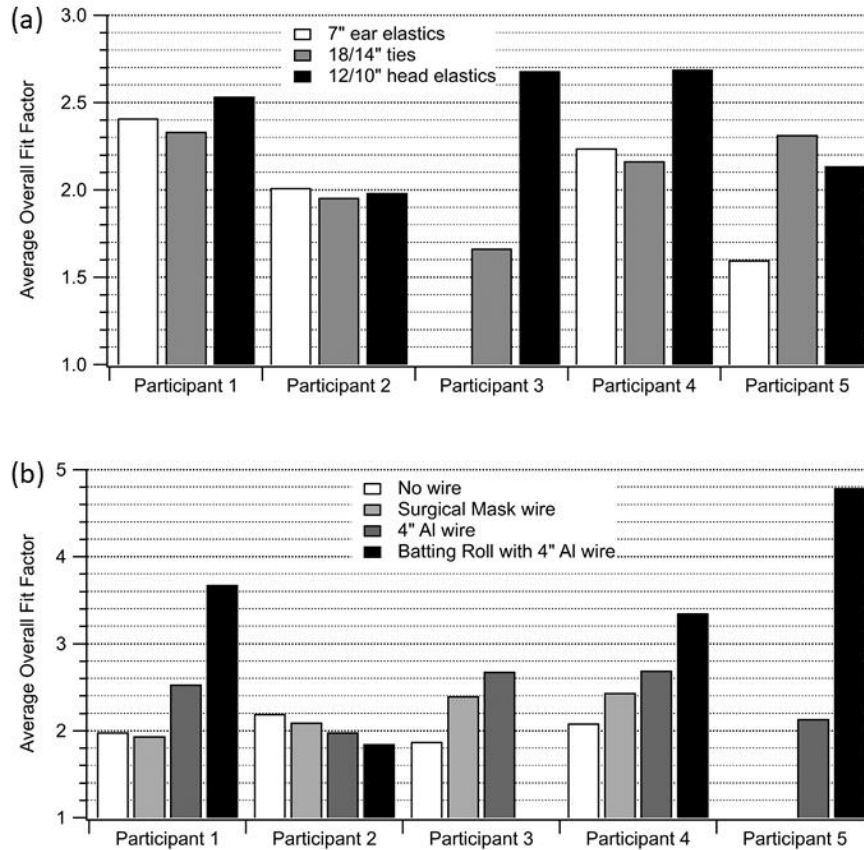 (a)
3.0
2.5
2.0
1.5
1.0
Average Overall Fit Factor
7" ear elastics
18/14" ties
12/10" head elastics
Participant 1
Participant 2
Participant 3
Participant 4
Participant 5
(b)
5
4
3
2
1
Average Overall Fit Factor
No wire
Surgical Mask wire
4" Al wire
Batting Roll with 4" Al wire
Participant 1
Participant 2
Participant 3
Participant 4
Participant 5